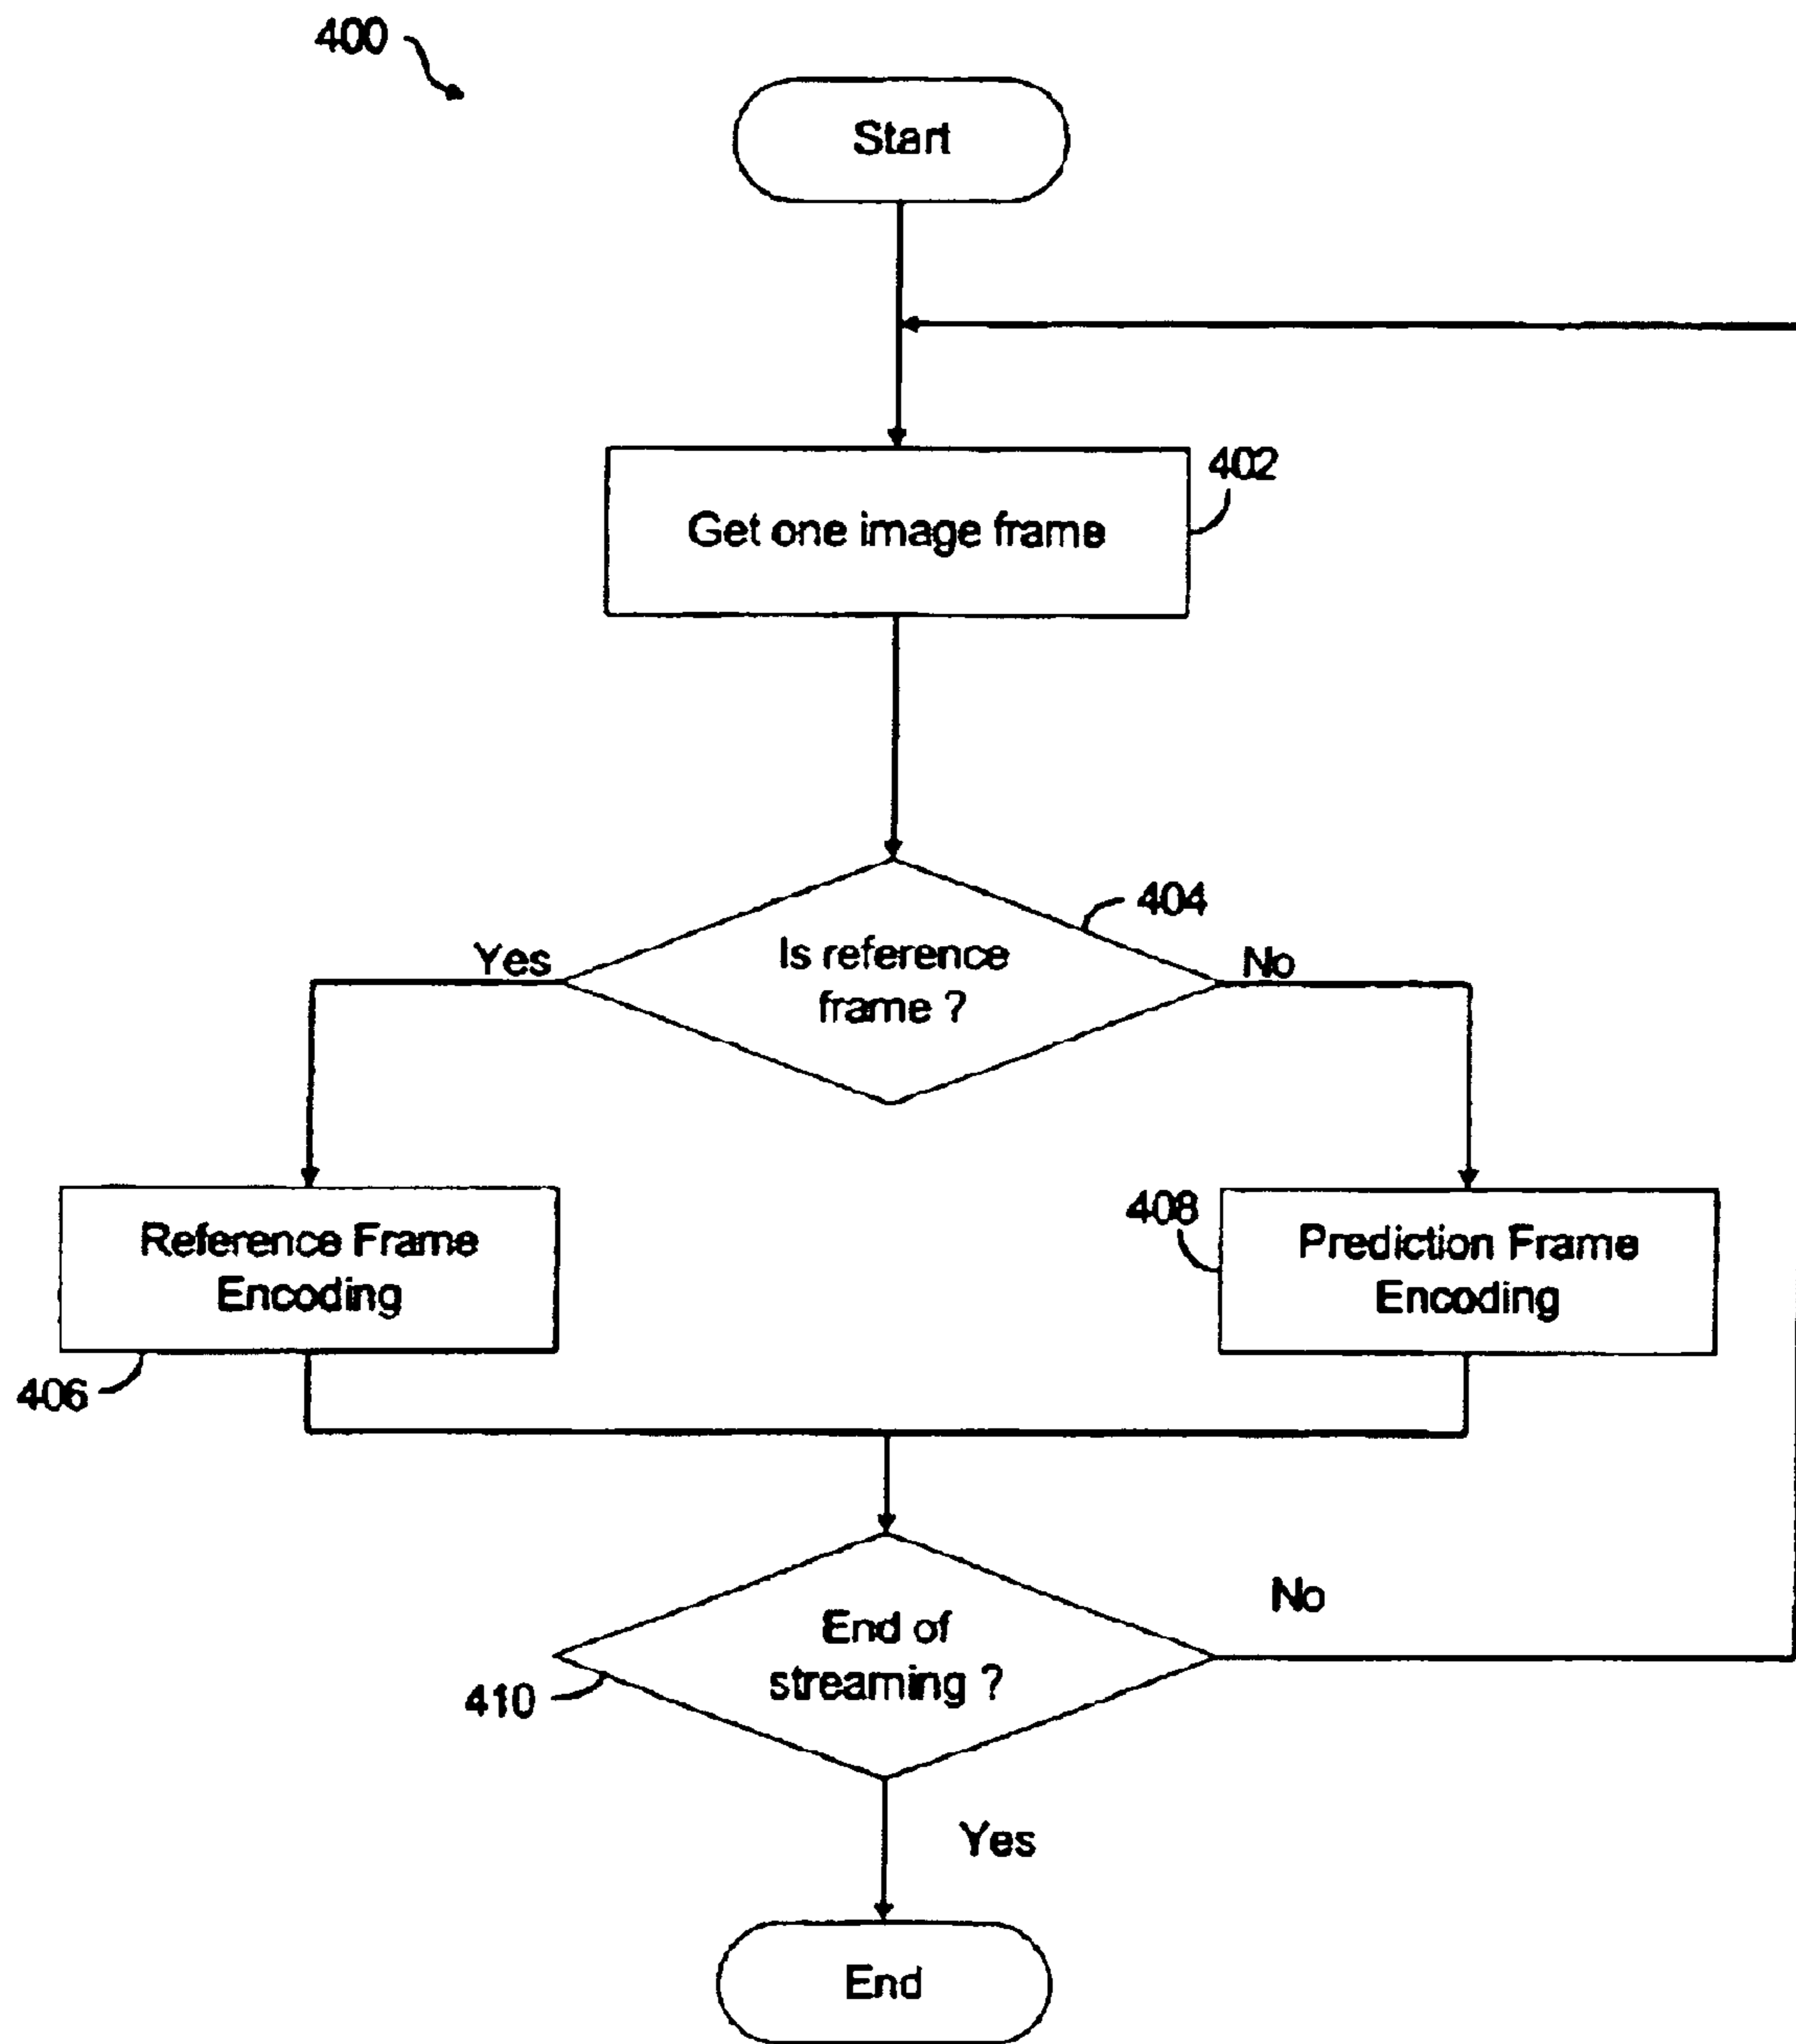 400
Start
402
Get one image frame
404
Yes
Is reference
frame ?
No
Reference Frame
Encoding
406
408
Prediction Frame
Encoding
End of
streaming ?
410
No
Yes
End